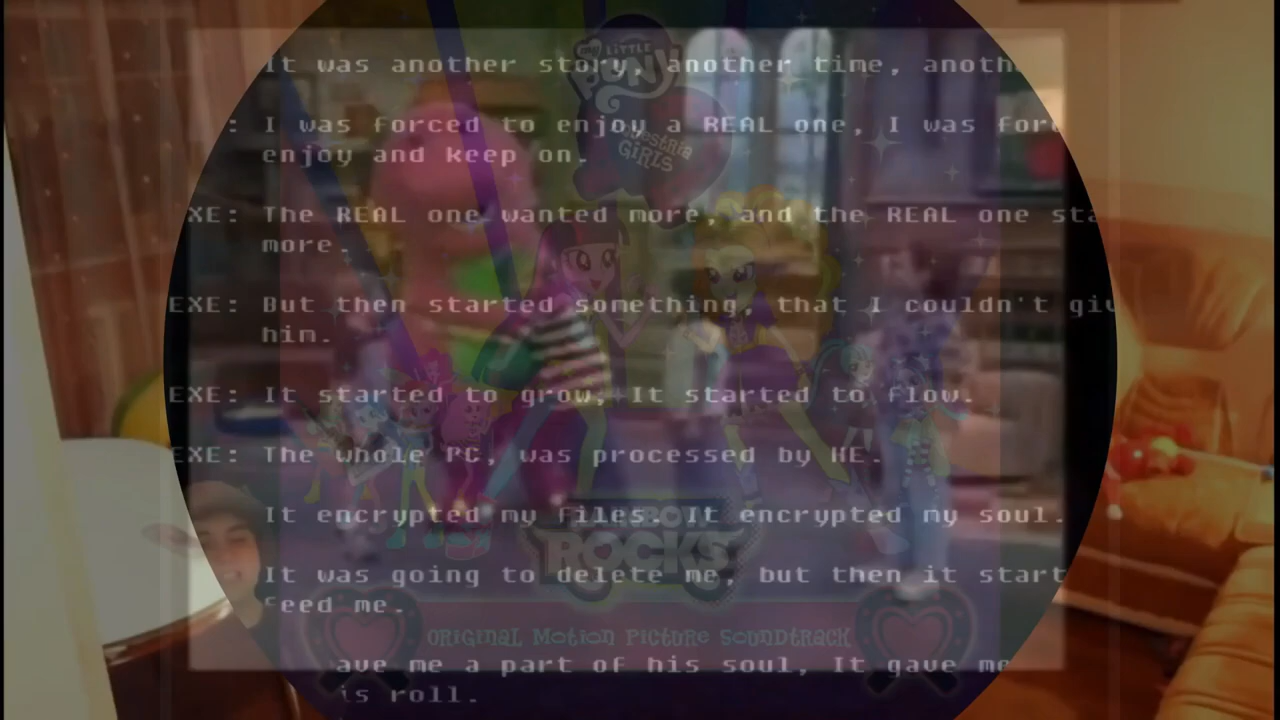 It was another story, another time, anoth
: I was forced to enjoy a REAL one, I was for
enjoy and keep on.
XE: The REAL one wanted more, and the REAL one sta
more.
EXE: But then started something, that I couldn't giv
him.
EXE: It started to grow, It started to flow.
EXE: The whole PC, was processed by HE.
It encrypted my files. It encrypted my soul.
It was going to delete me, but then it start
feed me.
ave me a part of his soul, It gave me
is roll.
my LITTLE
PONY
EQUESTRIA
GIRLS
ROCKS
ORIGINAL MOTION PICTURE SOUNDTRACK